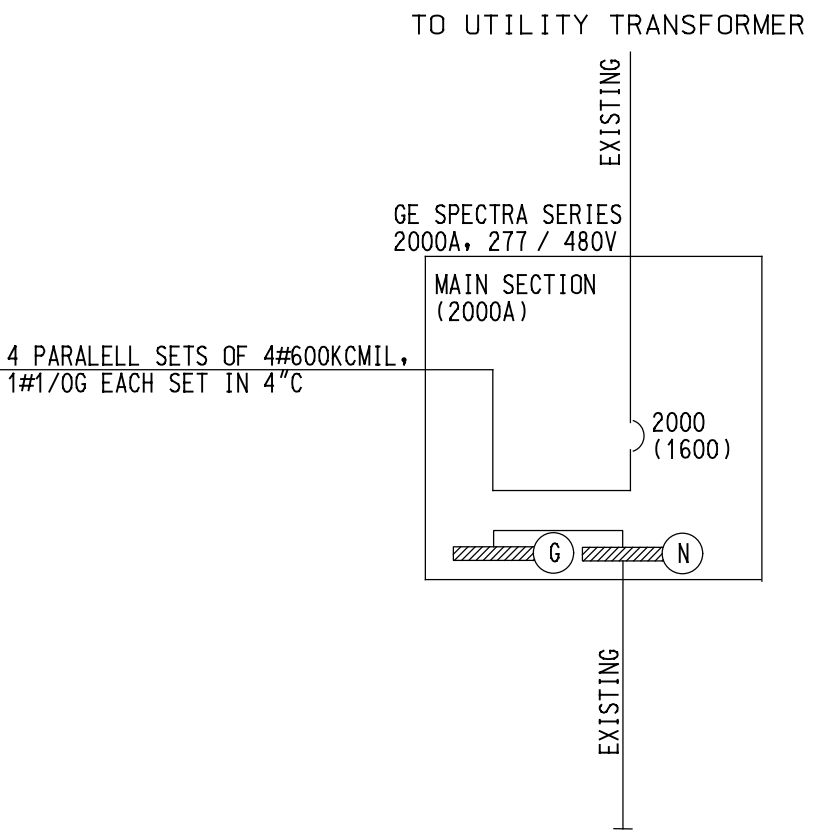 TO UTILITY TRANSFORMER
EXISTING
GE SPECTRA SERIES
2000A, 277 / 480V
MAIN SECTION
(2000A)
4 PARALELL SETS OF 4#600KCMIL,
1#1/0G EACH SET IN 4"C
2000
(1600)
G
N
EXISTING